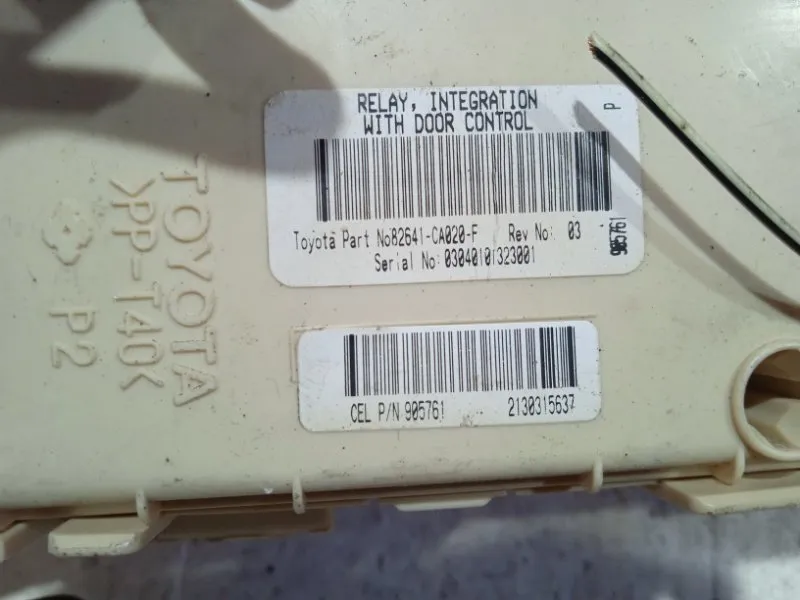 RELAY, INTEGRATION
WITH DOOR CONTROL
P
Toyota Part No82641-CA020-F Rev No: 03
Serial No: 0304010T323001
905761
CEL P/N 905761 2130315637
TOYOTA
>PP-T40<
P2